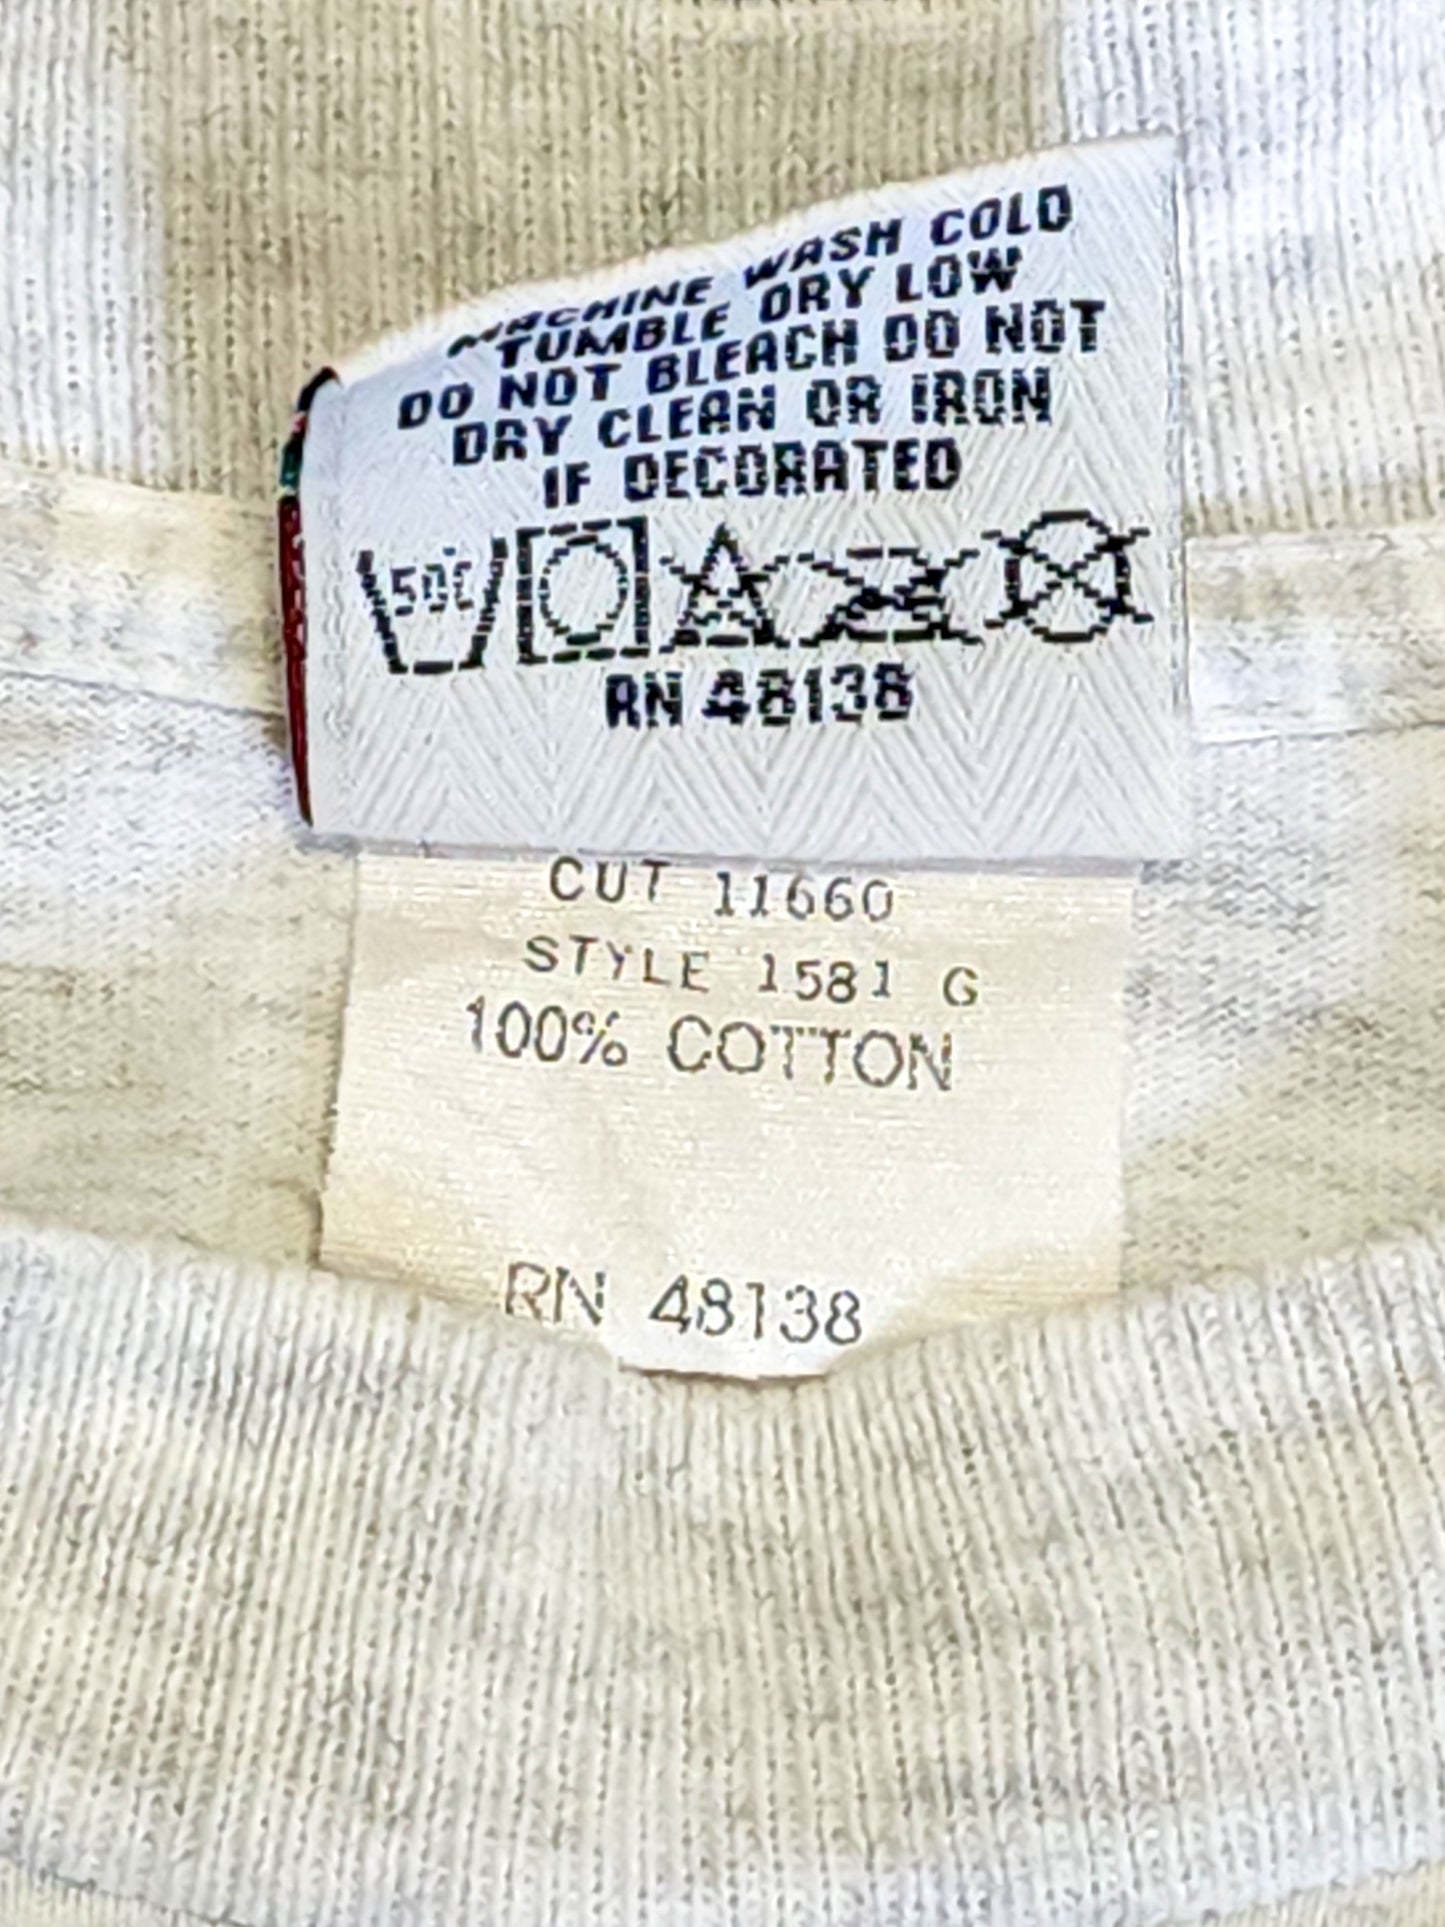 MACHINE WASH COLD
TUMBLE DRY LOW
DO NOT BLEACH DO NOT
DRY CLEAN OR IRON
IF DECORATED
50C
RN 48138
CUT 11660
STYLE 1581 G
100% COTTON
RN 48138